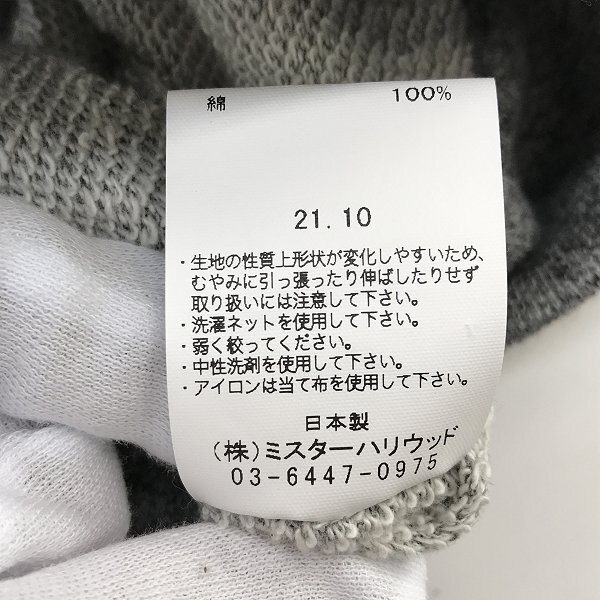 綿 100%
21.10
・生地の性質上形状が変化しやすいため、
むやみに引っ張ったり伸ばしたりせず
取り扱いには注意して下さい。
・洗濯ネットを使用して下さい。
・弱く絞ってください。
・中性洗剤を使用して下さい。
・アイロンは当て布を使用して下さい。
日本製
(株)ミスターハリウッド
03-6447-0975